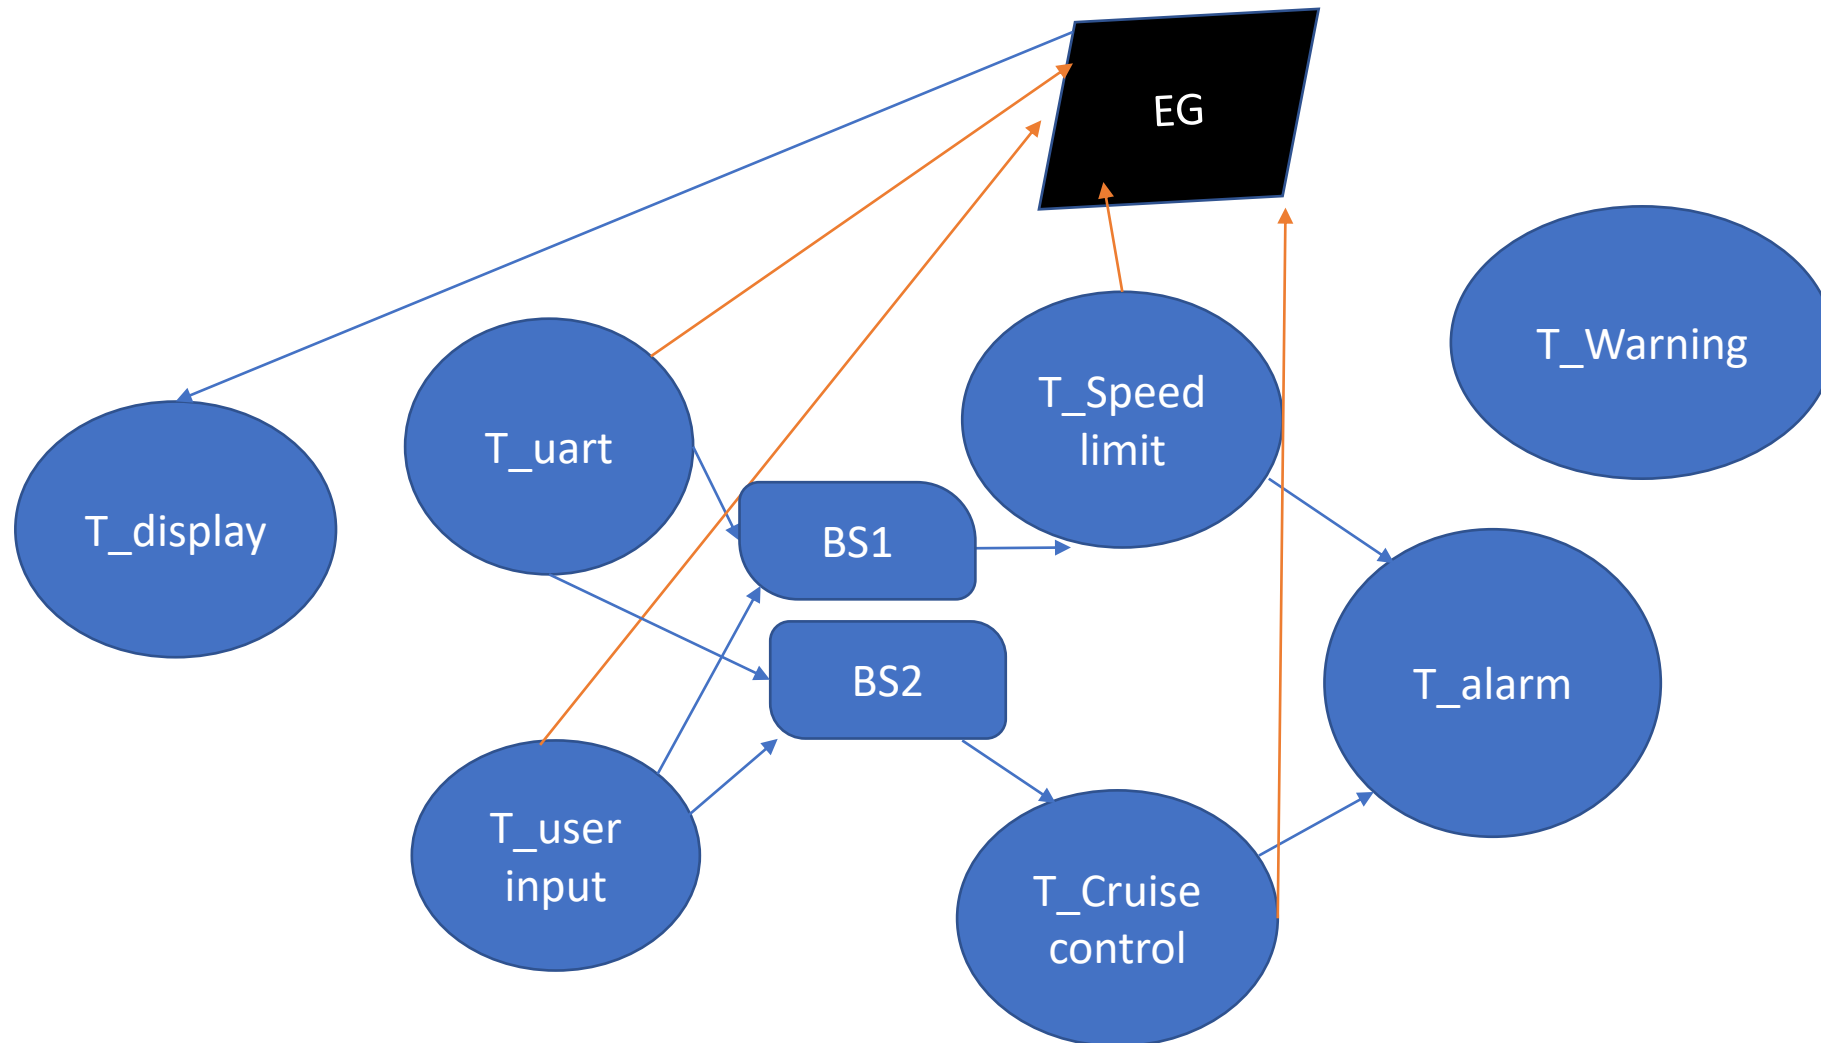 EG
T_Warning
T_Speed
limit
T_uart
T_display
BS1
BS2
T_alarm
T_user
input
T_Cruise
control